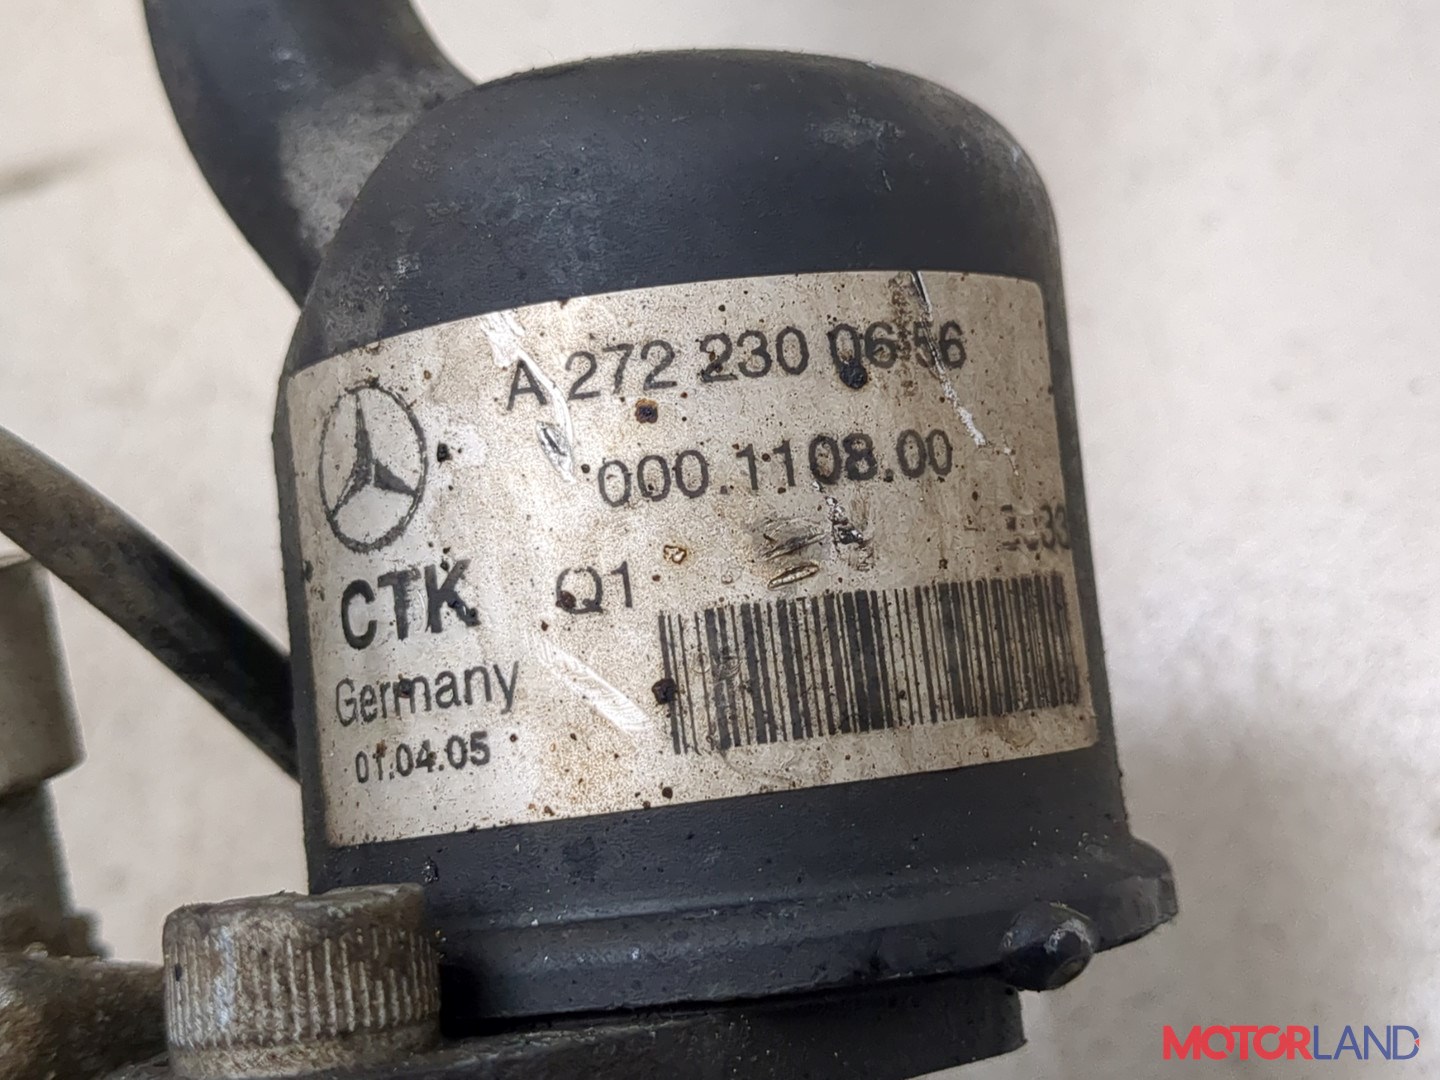 A 272 230 06 56
000.1108.00
CTK Q1
Germany
01.04.05
MOTORLAND